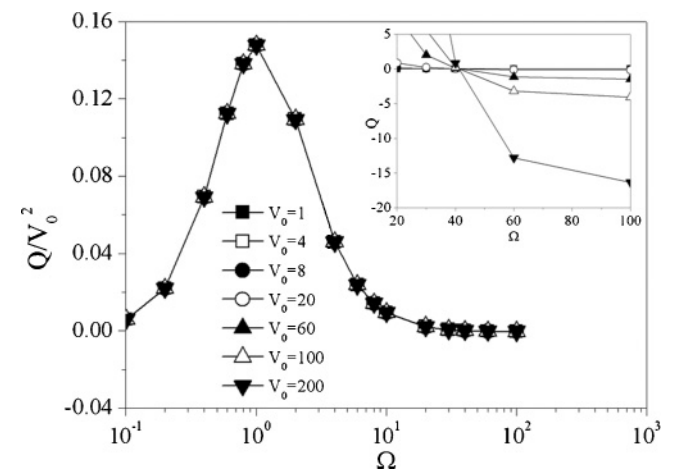 0.16
0.12
0.08
0.04
0.00
-0.04
Q/V₀²
10⁻¹ 10⁰ 10¹ 10² 10³
Ω
V₀=1
V₀=4
V₀=8
V₀=20
V₀=60
V₀=100
V₀=200
5
0
-5
-10
-15
-20
Q
20 40 60 80 100
Ω